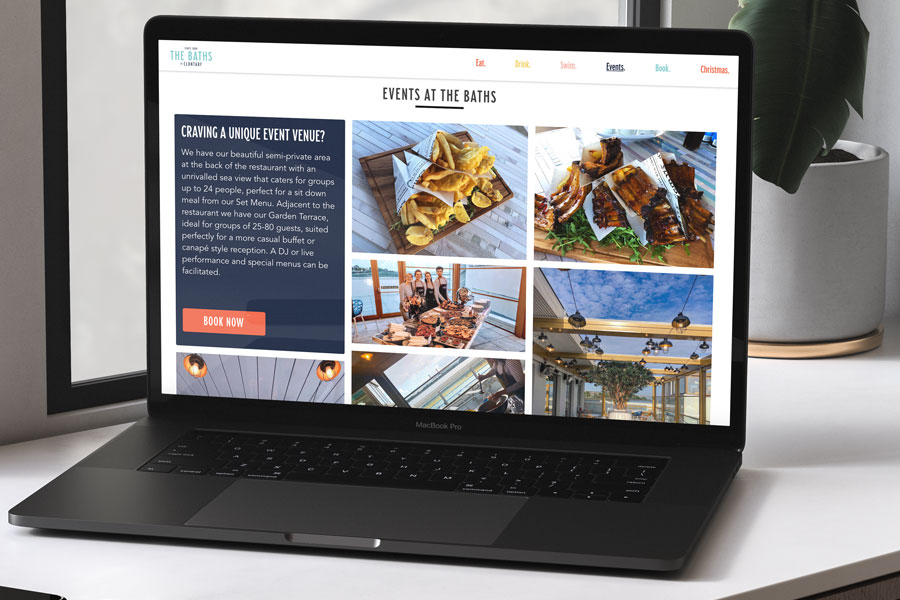 THE BATHS
CLONTARF
Eat.
Drink.
Swim.
Events.
Book.
Christmas.
EVENTS AT THE BATHS
CRAVING A UNIQUE EVENT VENUE?
We have our beautiful semi-private area
at the back of the restaurant with an
unrivalled sea view that caters for groups
up to 24 people, perfect for a sit down
meal from our Set Menu. Adjacent to the
restaurant we have our Garden Terrace,
ideal for groups of 25-80 guests, suited
perfectly for a more casual buffet or
canapé style reception. A DJ or live
performance and special menus can be
facilitated.
BOOK NOW
MacBook Pro